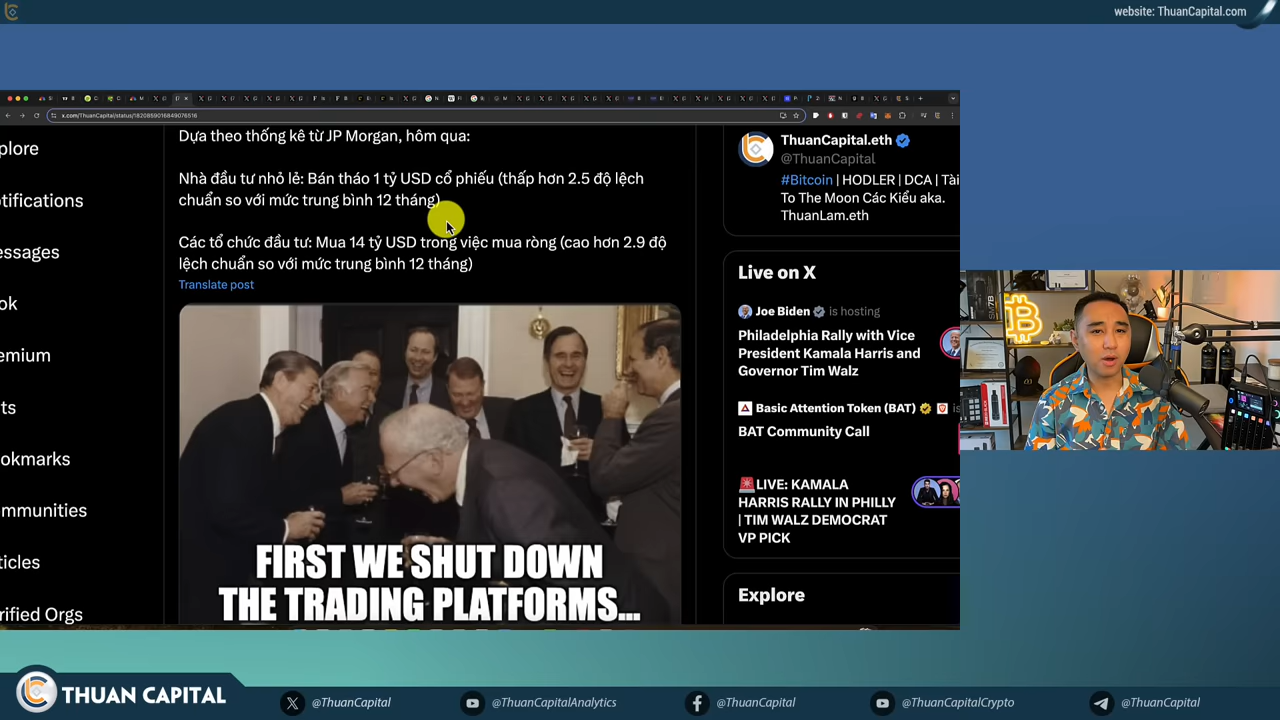 website: ThuanCapital.com
x.com/ThuanCapital/status/1820859016849076516
plore
otifications
essages
ok
emium
ts
okmarks
mmunities
ticles
rified Orgs
Dựa theo thống kê từ JP Morgan, hôm qua:
Nhà đầu tư nhỏ lẻ: Bán tháo 1 tỷ USD cổ phiếu (thấp hơn 2.5 độ lệch
chuẩn so với mức trung bình 12 tháng)
Các tổ chức đầu tư: Mua 14 tỷ USD trong việc mua ròng (cao hơn 2.9 độ
lệch chuẩn so với mức trung bình 12 tháng)
Translate post
FIRST WE SHUT DOWN
THE TRADING PLATFORMS...
ThuanCapital.eth
@ThuanCapital
#Bitcoin | HODLER | DCA | Tài
To The Moon Các Kiểu aka.
ThuanLam.eth
Live on X
Joe Biden is hosting
Philadelphia Rally with Vice
President Kamala Harris and
Governor Tim Walz
Basic Attention Token (BAT) is
BAT Community Call
LIVE: KAMALA
HARRIS RALLY IN PHILLY
| TIM WALZ DEMOCRAT
VP PICK
Explore
THUAN CAPITAL
@ThuanCapital
@ThuanCapitalAnalytics
@ThuanCapital
@ThuanCapitalCrypto
@ThuanCapital